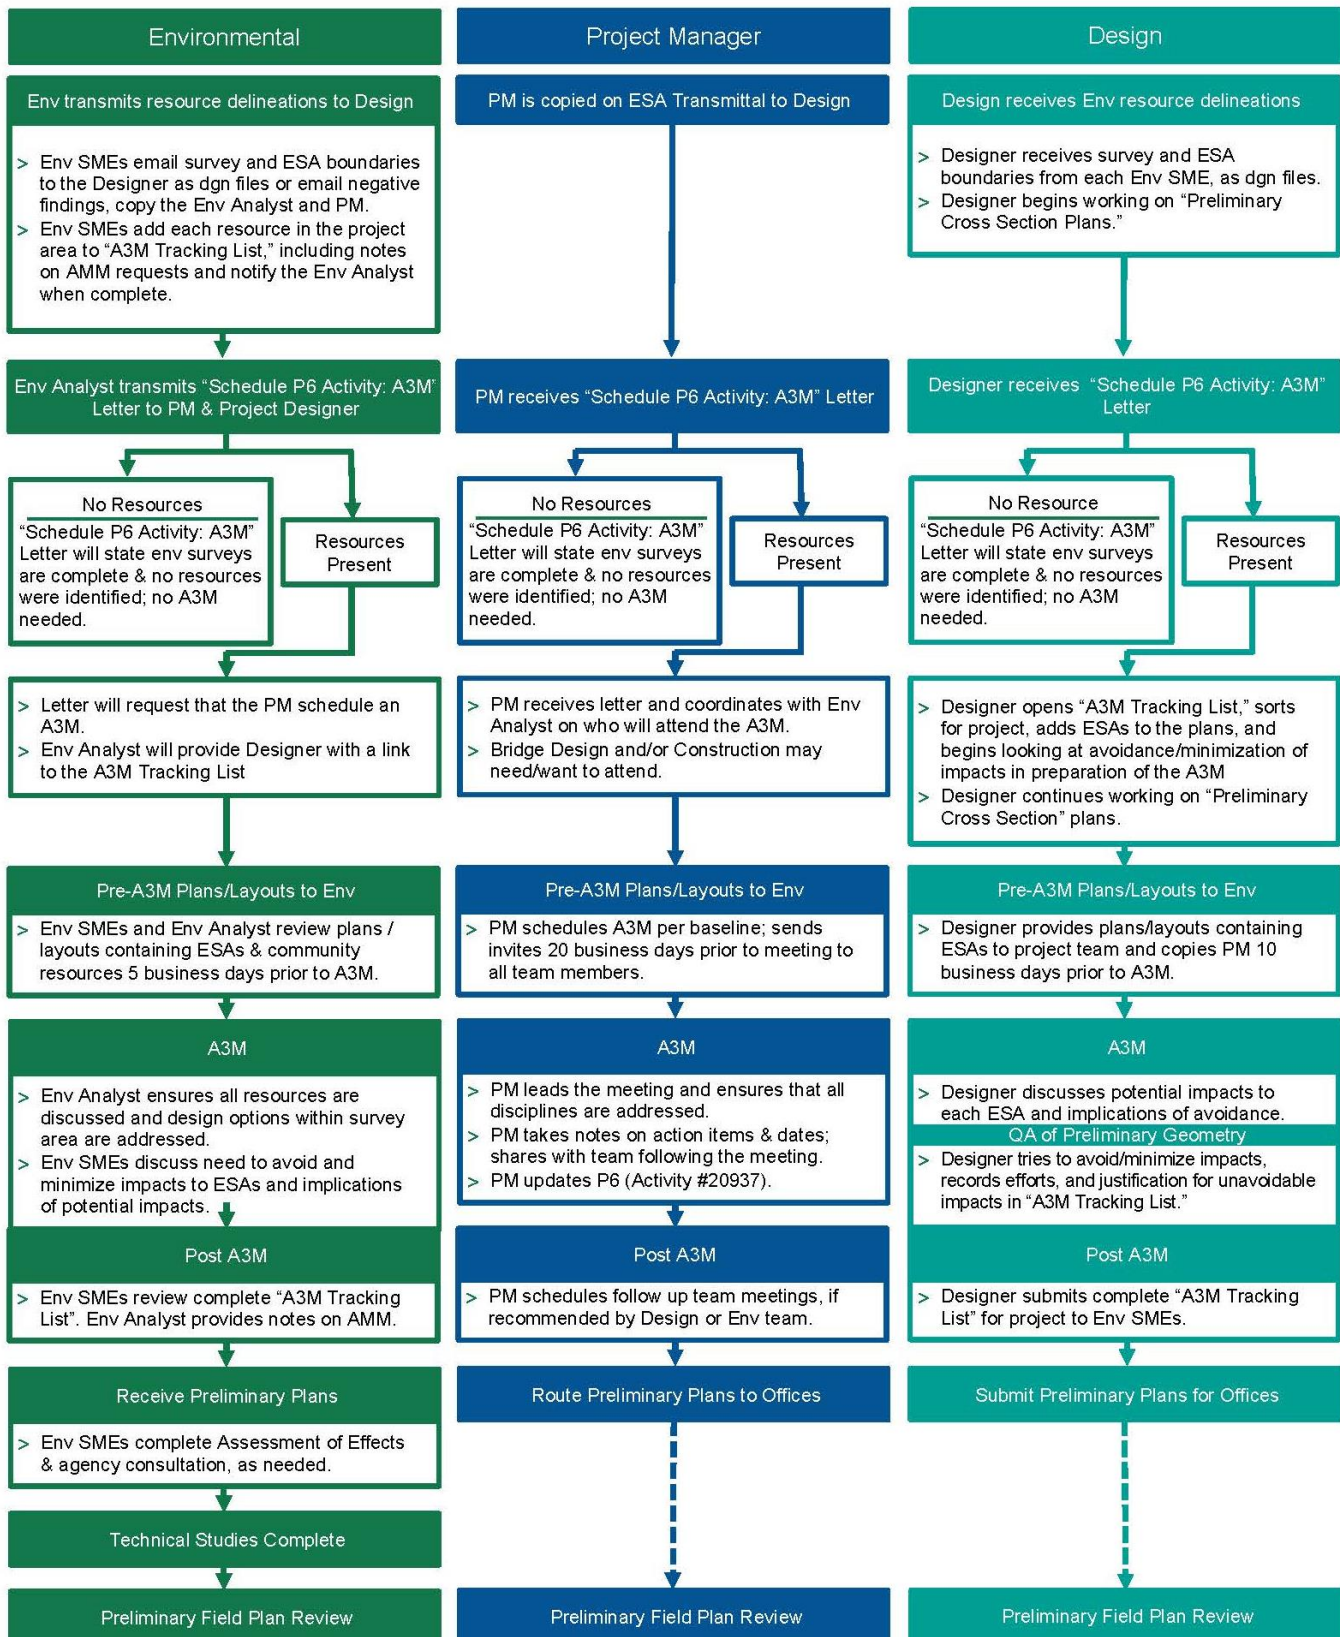 Environmental
Project Manager
Design
Env transmits resource delineations to Design
> Env SMEs email survey and ESA boundaries
to the Designer as dgn files or email negative
findings, copy the Env Analyst and PM.
> Env SMEs add each resource in the project
area to “A3M Tracking List,” including notes
on AMM requests and notify the Env Analyst
when complete.
PM is copied on ESA Transmittal to Design
Design receives Env resource delineations
> Designer receives survey and ESA
boundaries from each Env SME, as dgn files.
> Designer begins working on “Preliminary
Cross Section Plans.”
Env Analyst transmits “Schedule P6 Activity: A3M”
Letter to PM & Project Designer
PM receives “Schedule P6 Activity: A3M” Letter
Designer receives “Schedule P6 Activity: A3M”
Letter
No Resources
“Schedule P6 Activity: A3M”
Letter will state env surveys
are complete & no resources
were identified; no A3M
needed.
Resources
Present
No Resources
“Schedule P6 Activity: A3M”
Letter will state env surveys
are complete & no resources
were identified; no A3M
needed.
Resources
Present
No Resource
“Schedule P6 Activity: A3M”
Letter will state env surveys
are complete & no resources
were identified; no A3M
needed.
Resources
Present
> Letter will request that the PM schedule an
A3M.
> Env Analyst will provide Designer with a link
to the A3M Tracking List
> PM receives letter and coordinates with Env
Analyst on who will attend the A3M.
> Bridge Design and/or Construction may
need/want to attend.
> Designer opens “A3M Tracking List,” sorts
for project, adds ESAs to the plans, and
begins looking at avoidance/minimization of
impacts in preparation of the A3M
> Designer continues working on “Preliminary
Cross Section” plans.
Pre-A3M Plans/Layouts to Env
> Env SMEs and Env Analyst review plans /
layouts containing ESAs & community
resources 5 business days prior to A3M.
Pre-A3M Plans/Layouts to Env
> PM schedules A3M per baseline; sends
invites 20 business days prior to meeting to
all team members.
Pre-A3M Plans/Layouts to Env
> Designer provides plans/layouts containing
ESAs to project team and copies PM 10
business days prior to A3M.
A3M
> Env Analyst ensures all resources are
discussed and design options within survey
area are addressed.
> Env SMEs discuss need to avoid and
minimize impacts to ESAs and implications
of potential impacts.
A3M
> PM leads the meeting and ensures that all
disciplines are addressed.
> PM takes notes on action items & dates;
shares with team following the meeting.
> PM updates P6 (Activity #20937).
A3M
> Designer discusses potential impacts to
each ESA and implications of avoidance.
QA of Preliminary Geometry
> Designer tries to avoid/minimize impacts,
records efforts, and justification for unavoidable
impacts in “A3M Tracking List.”
Post A3M
> Env SMEs review complete “A3M Tracking
List”. Env Analyst provides notes on AMM.
Post A3M
> PM schedules follow up team meetings, if
recommended by Design or Env team.
Post A3M
> Designer submits complete “A3M Tracking
List” for project to Env SMEs.
Receive Preliminary Plans
> Env SMEs complete Assessment of Effects
& agency consultation, as needed.
Route Preliminary Plans to Offices
Submit Preliminary Plans for Offices
Technical Studies Complete
Preliminary Field Plan Review
Preliminary Field Plan Review
Preliminary Field Plan Review